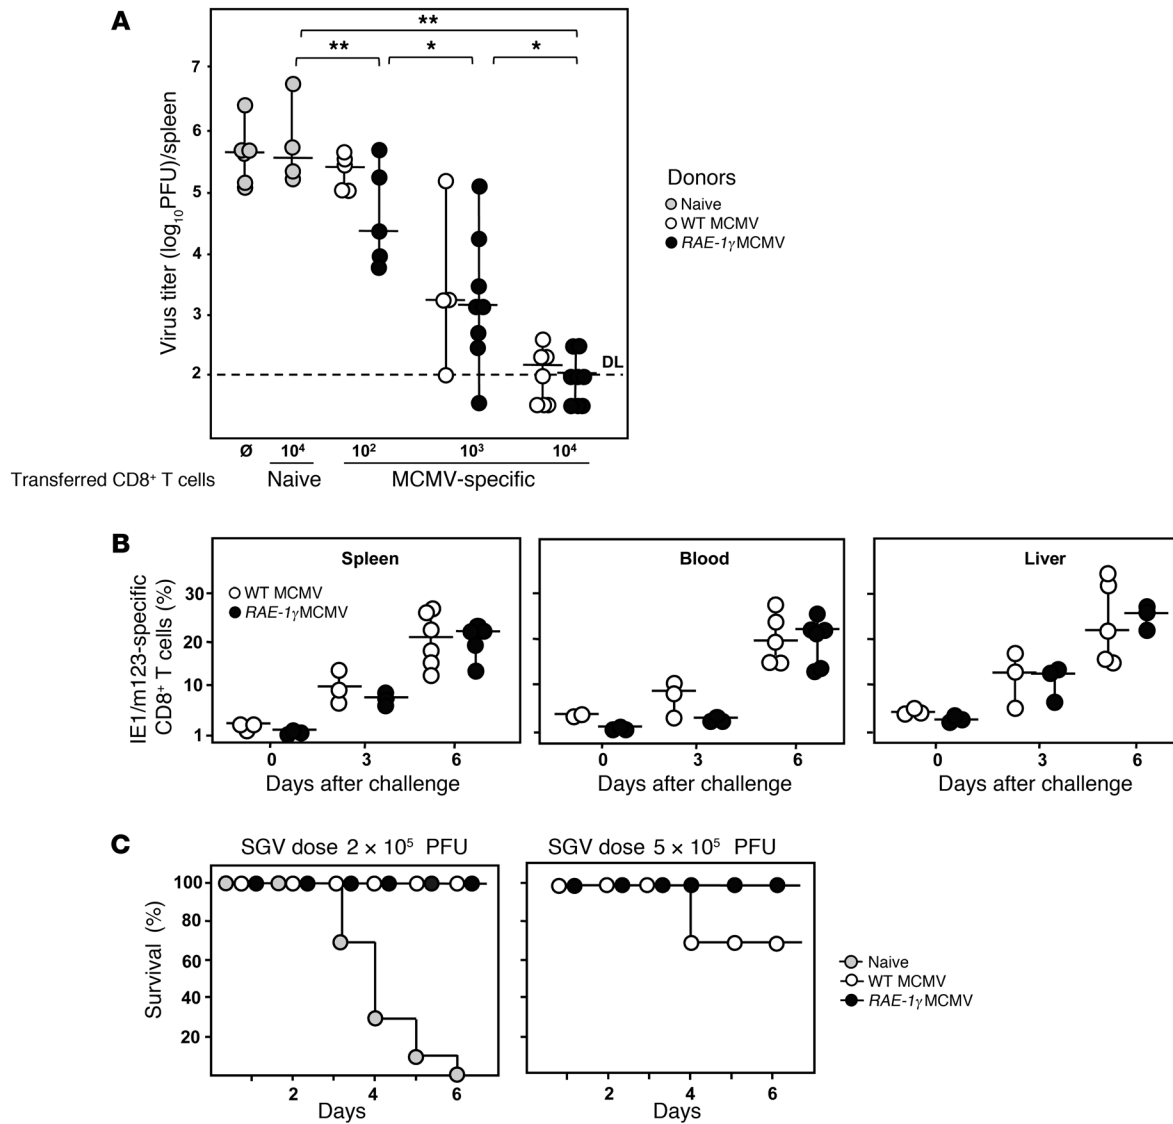 A
** 
** * *
7
6
5
4
3
2
Virus titer (log10PFU)/spleen
DL
Donors
Naive
WT MCMV
RAE-1γMCMV
Ø 10⁴ 10² 10³ 10⁴
Transferred CD8⁺ T cells Naive MCMV-specific
B
IE1/m123-specific
CD8⁺ T cells (%)
Spleen Blood Liver
WT MCMV
RAE-1γMCMV
30
20
10
1
0 3 6 0 3 6 0 3 6
Days after challenge Days after challenge Days after challenge
C
SGV dose 2 × 10⁵ PFU SGV dose 5 × 10⁵ PFU
Survival (%)
100
80
60
40
20
Naive
WT MCMV
RAE-1γMCMV
2 4 6 2 4 6
Days Days